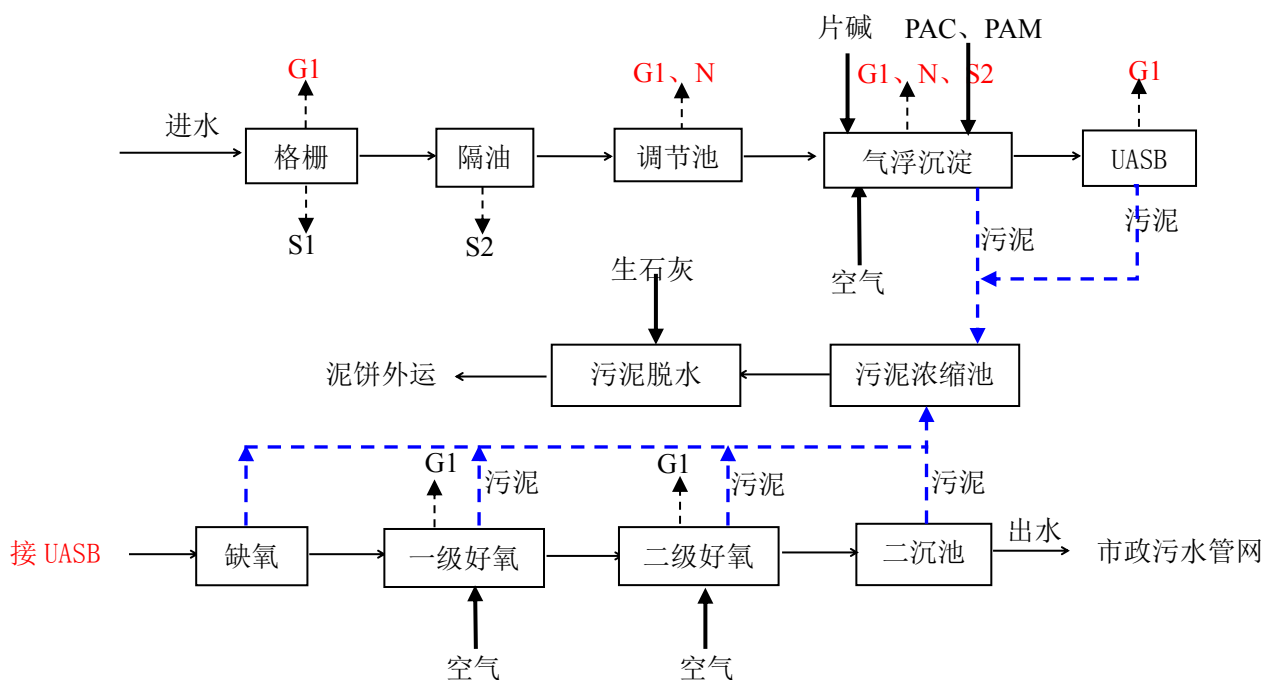 片碱
PAC、PAM
G1
G1、N
G1、N、S2
G1
进水
格栅
隔油
调节池
气浮沉淀
UASB
S1
S2
污泥
污泥
生石灰
空气
泥饼外运
污泥脱水
污泥浓缩池
G1
污泥
G1
污泥
污泥
接 UASB
缺氧
一级好氧
二级好氧
二沉池
出水
市政污水管网
空气
空气